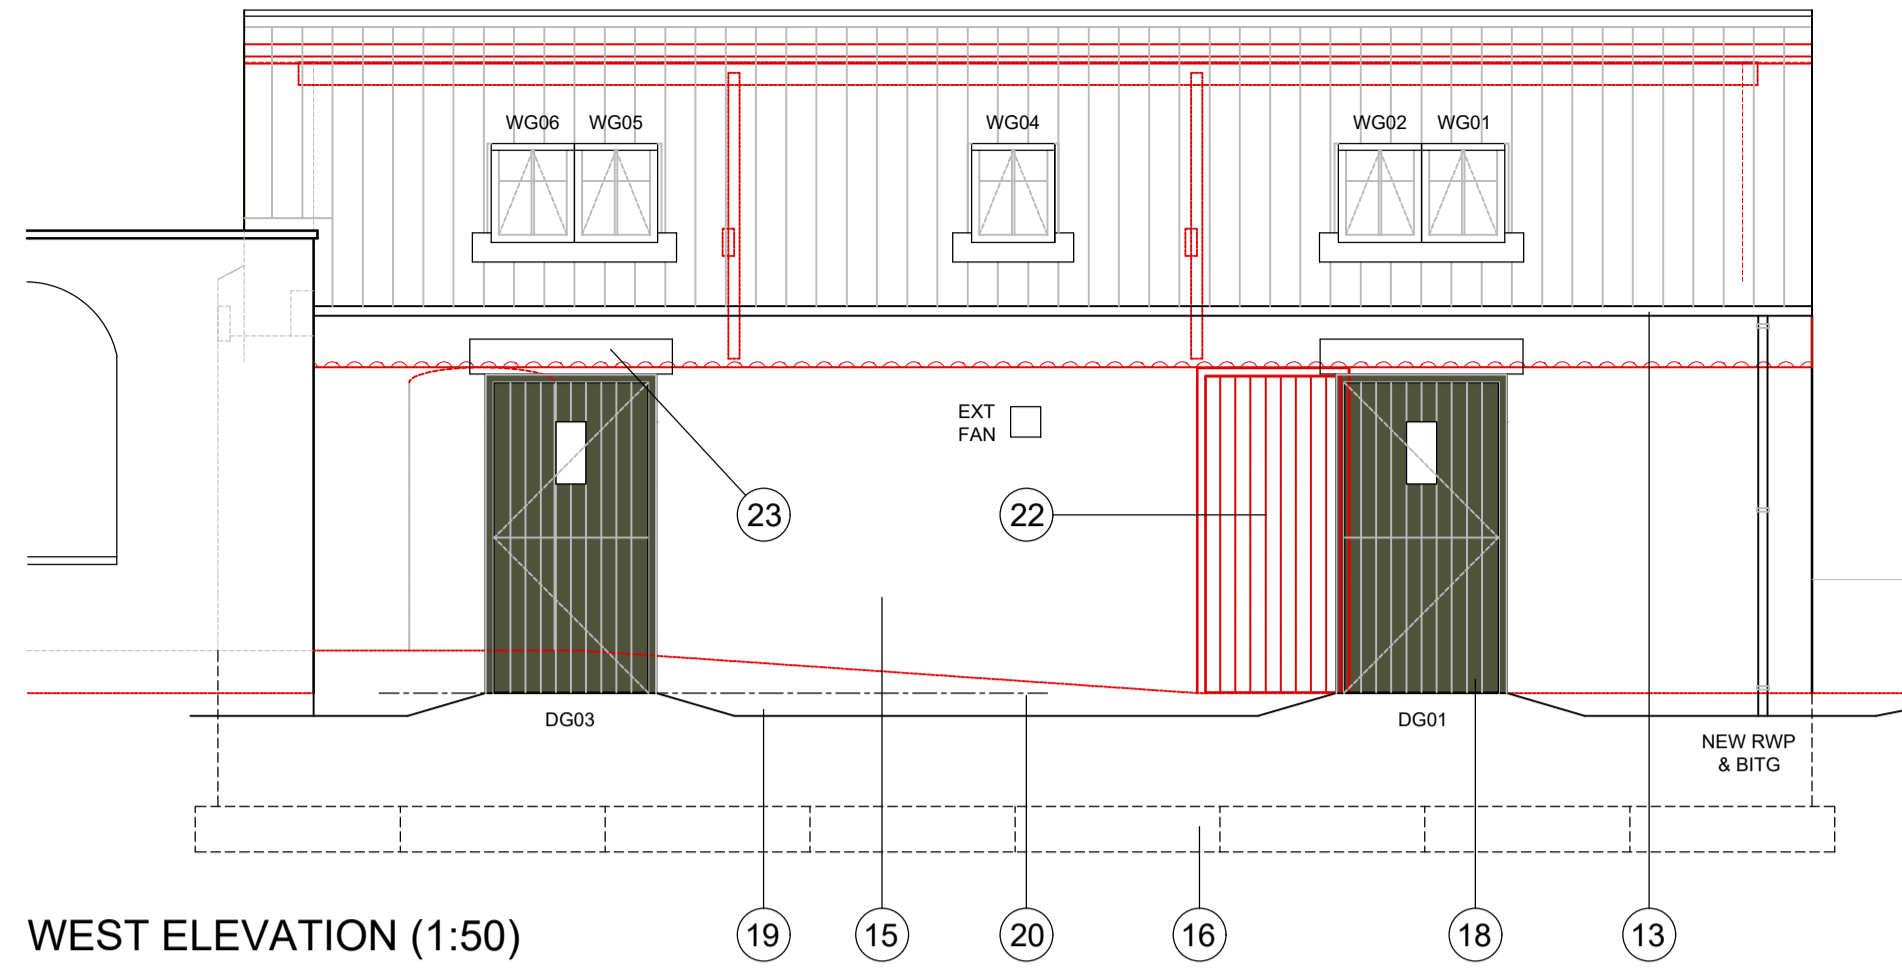 WG06 WG05 WG04 WG02 WG01
EXT
FAN
23 22
DG03 DG01
NEW RWP
& BITG
WEST ELEVATION (1:50)
19 15 20 16 18 13